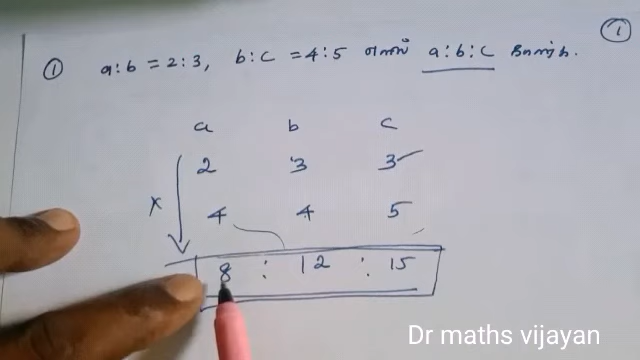 ①
① a:b = 2:3, b:c = 4:5 எனில் a:b:c காண்க.
a b c
2 3 3
x 4 4 5
8 : 12 : 15
Dr maths vijayan